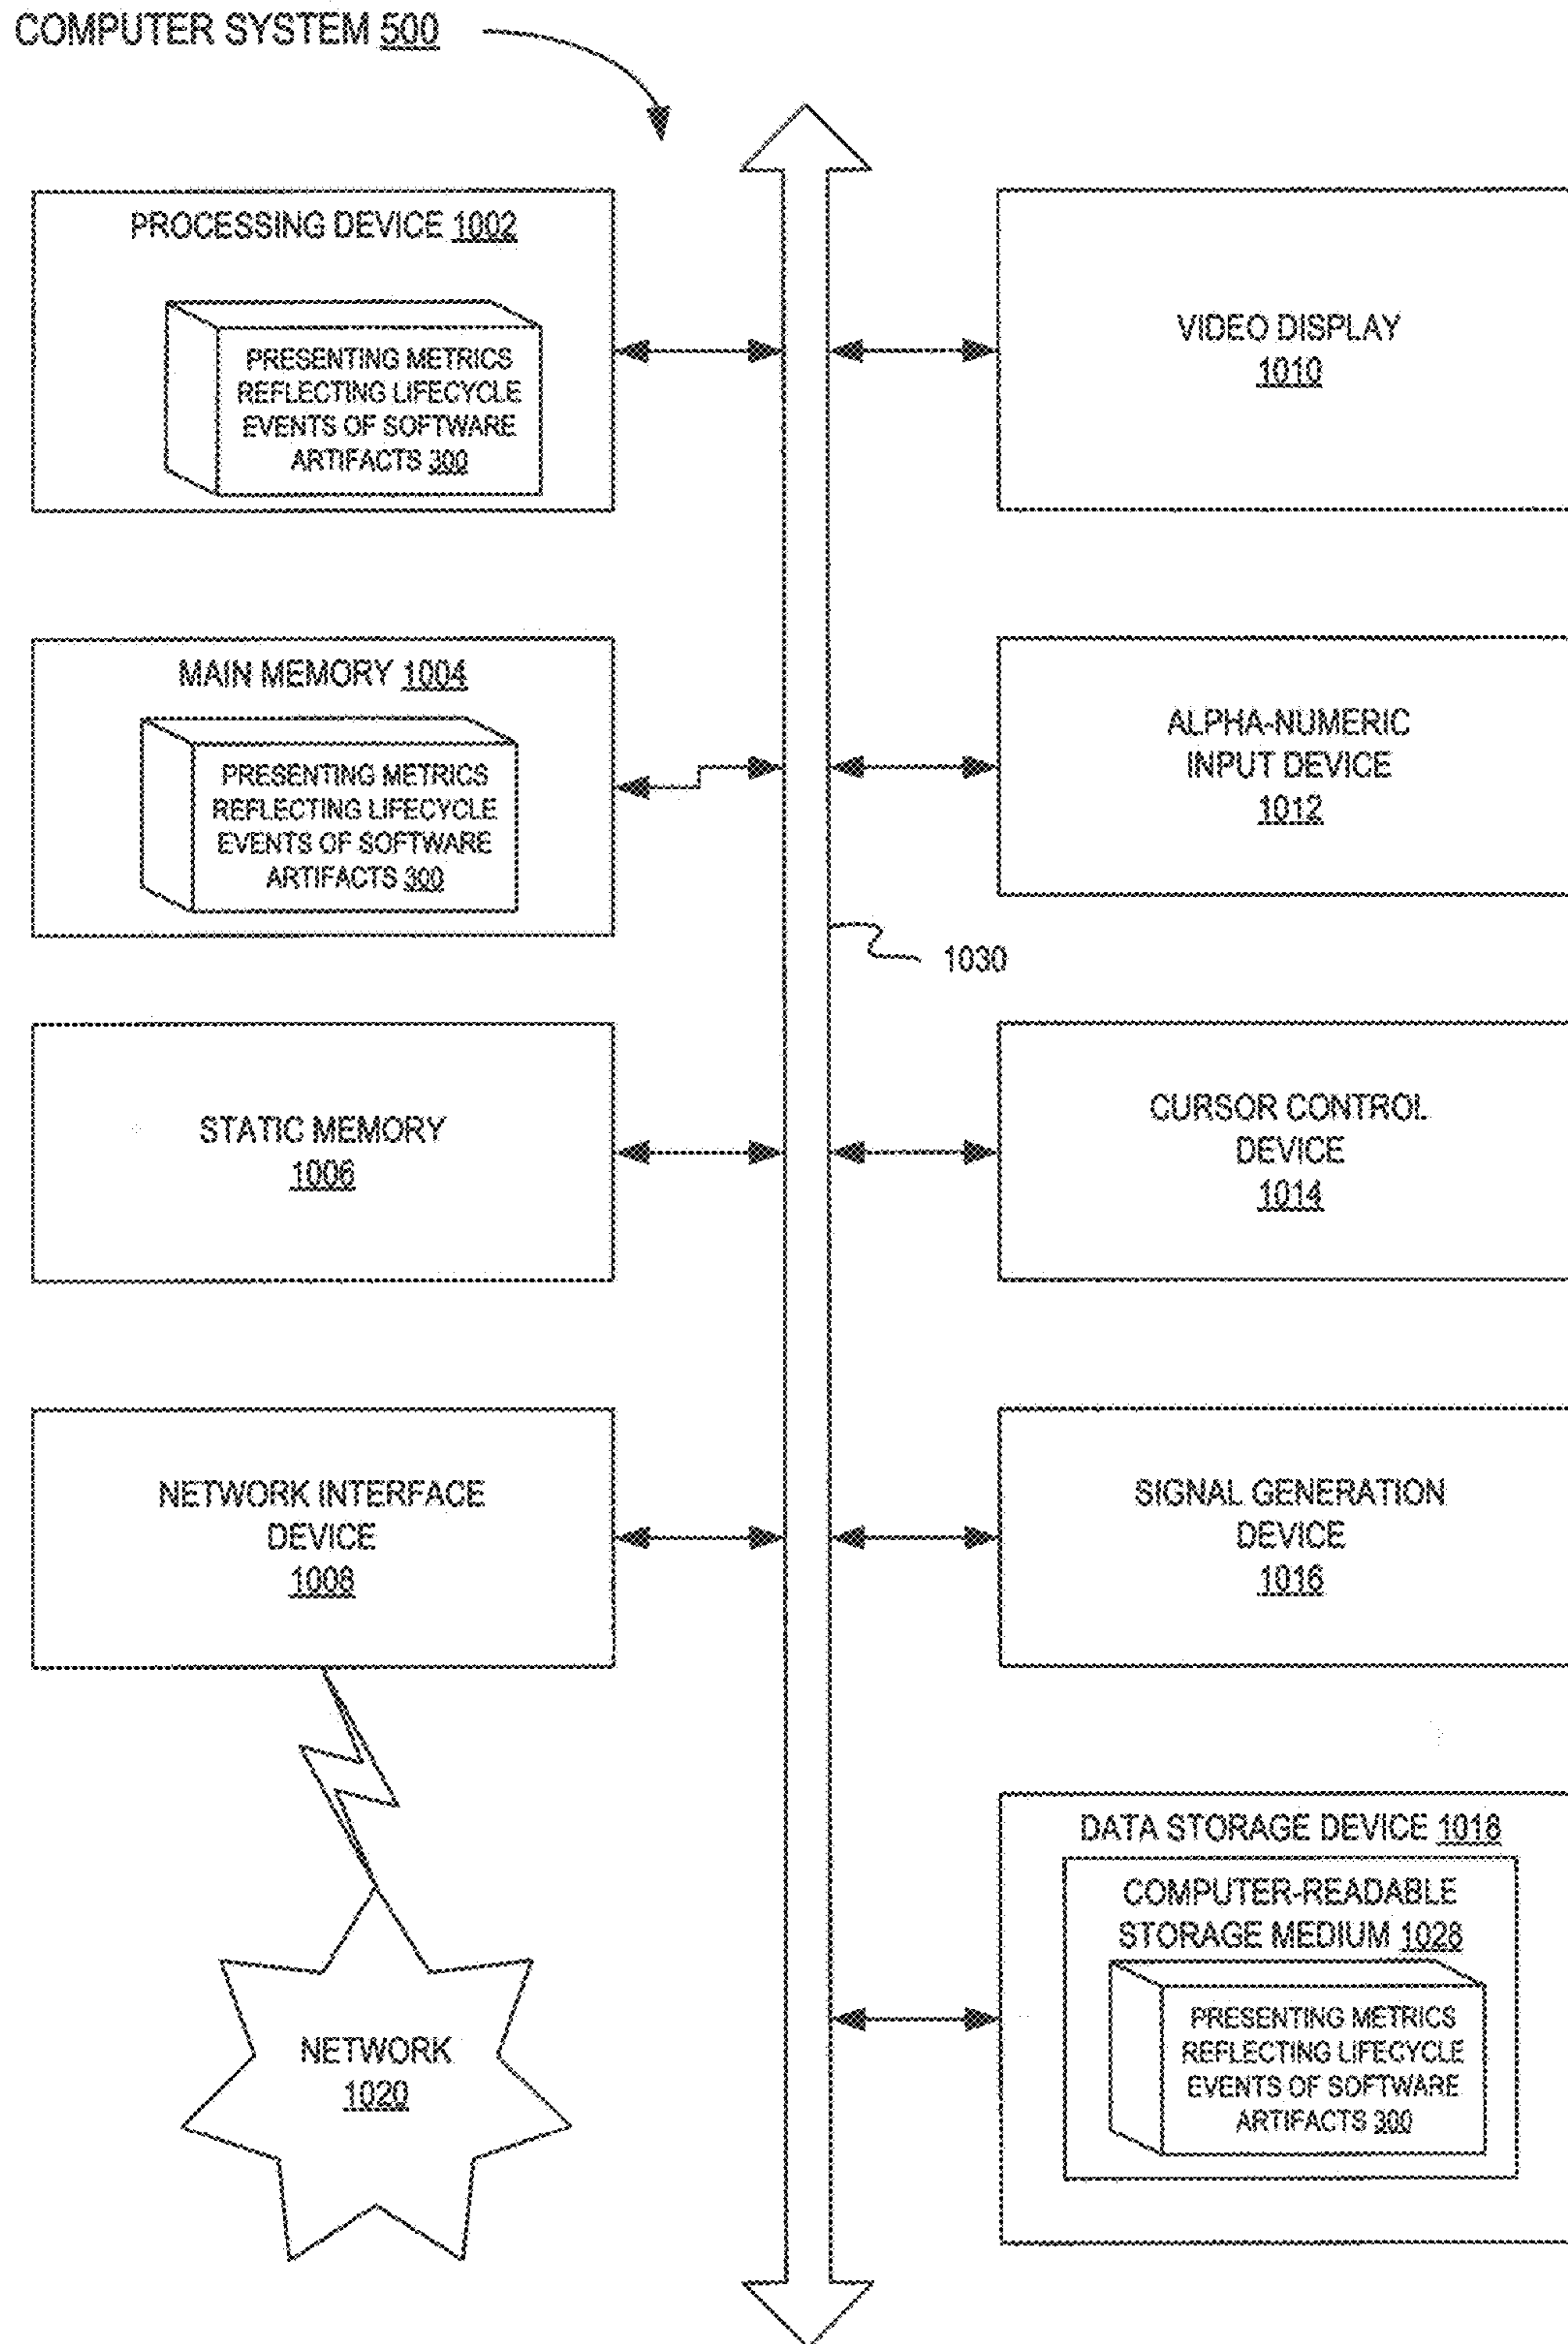 COMPUTER SYSTEM 500
PROCESSING DEVICE 1002
PRESENTING METRICS
REFLECTING LIFECYCLE
EVENTS OF SOFTWARE
ARTIFACTS 300
VIDEO DISPLAY
1010
MAIN MEMORY 1004
PRESENTING METRICS
REFLECTING LIFECYCLE
EVENTS OF SOFTWARE
ARTIFACTS 300
ALPHA-NUMERIC
INPUT DEVICE
1012
1030
STATIC MEMORY
1006
CURSOR CONTROL
DEVICE
1014
NETWORK INTERFACE
DEVICE
1008
SIGNAL GENERATION
DEVICE
1016
NETWORK
1020
DATA STORAGE DEVICE 1018
COMPUTER-READABLE
STORAGE MEDIUM 1028
PRESENTING METRICS
REFLECTING LIFECYCLE
EVENTS OF SOFTWARE
ARTIFACTS 300